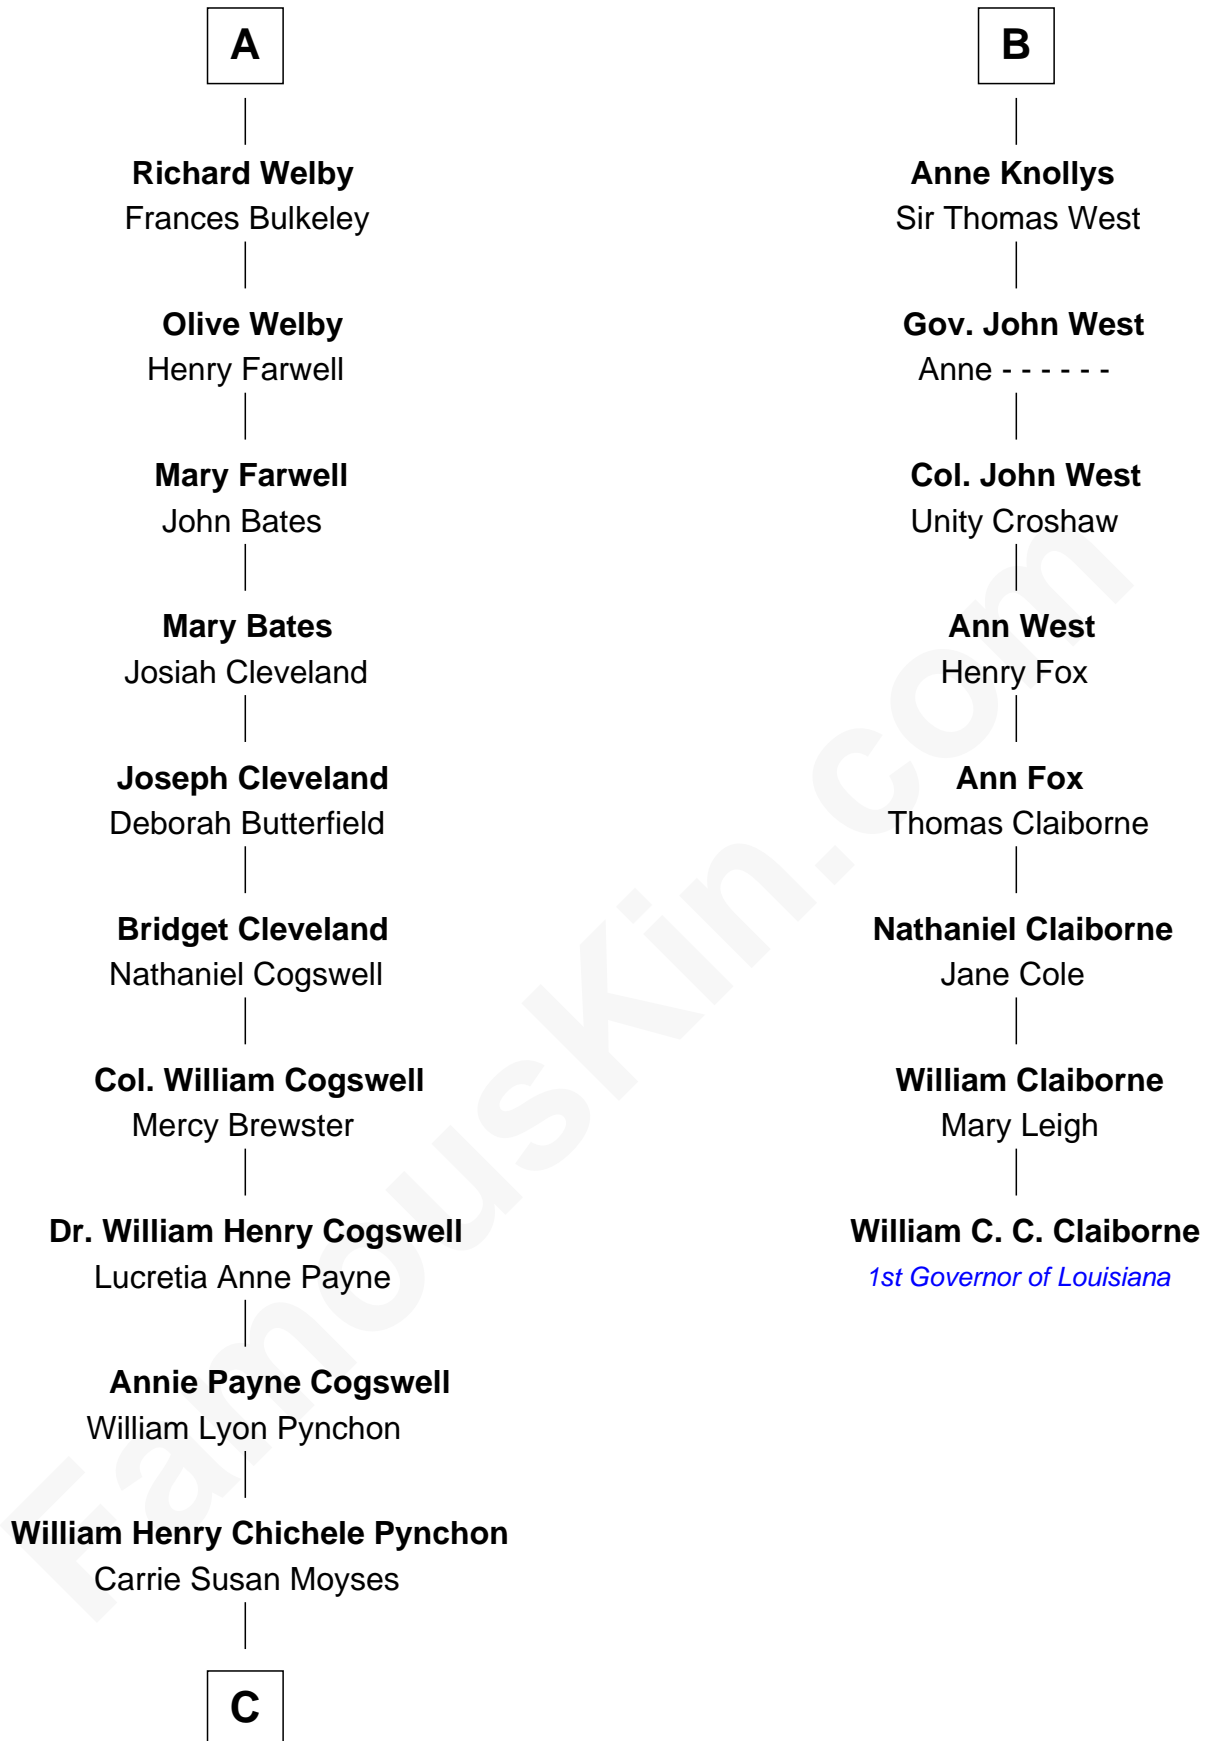 A
Richard Welby
Frances Bulkeley
Olive Welby
Henry Farwell
Mary Farwell
John Bates
Mary Bates
Josiah Cleveland
Joseph Cleveland
Deborah Butterfield
Bridget Cleveland
Nathaniel Cogswell
Col. William Cogswell
Mercy Brewster
Dr. William Henry Cogswell
Lucretia Anne Payne
Annie Payne Cogswell
William Lyon Pynchon
William Henry Chichele Pynchon
Carrie Susan Moyses
C
B
Anne Knollys
Sir Thomas West
Gov. John West
Anne - - - - - -
Col. John West
Unity Croshaw
Ann West
Henry Fox
Ann Fox
Thomas Claiborne
Nathaniel Claiborne
Jane Cole
William Claiborne
Mary Leigh
William C. C. Claiborne
1st Governor of Louisiana
FamousKin.com